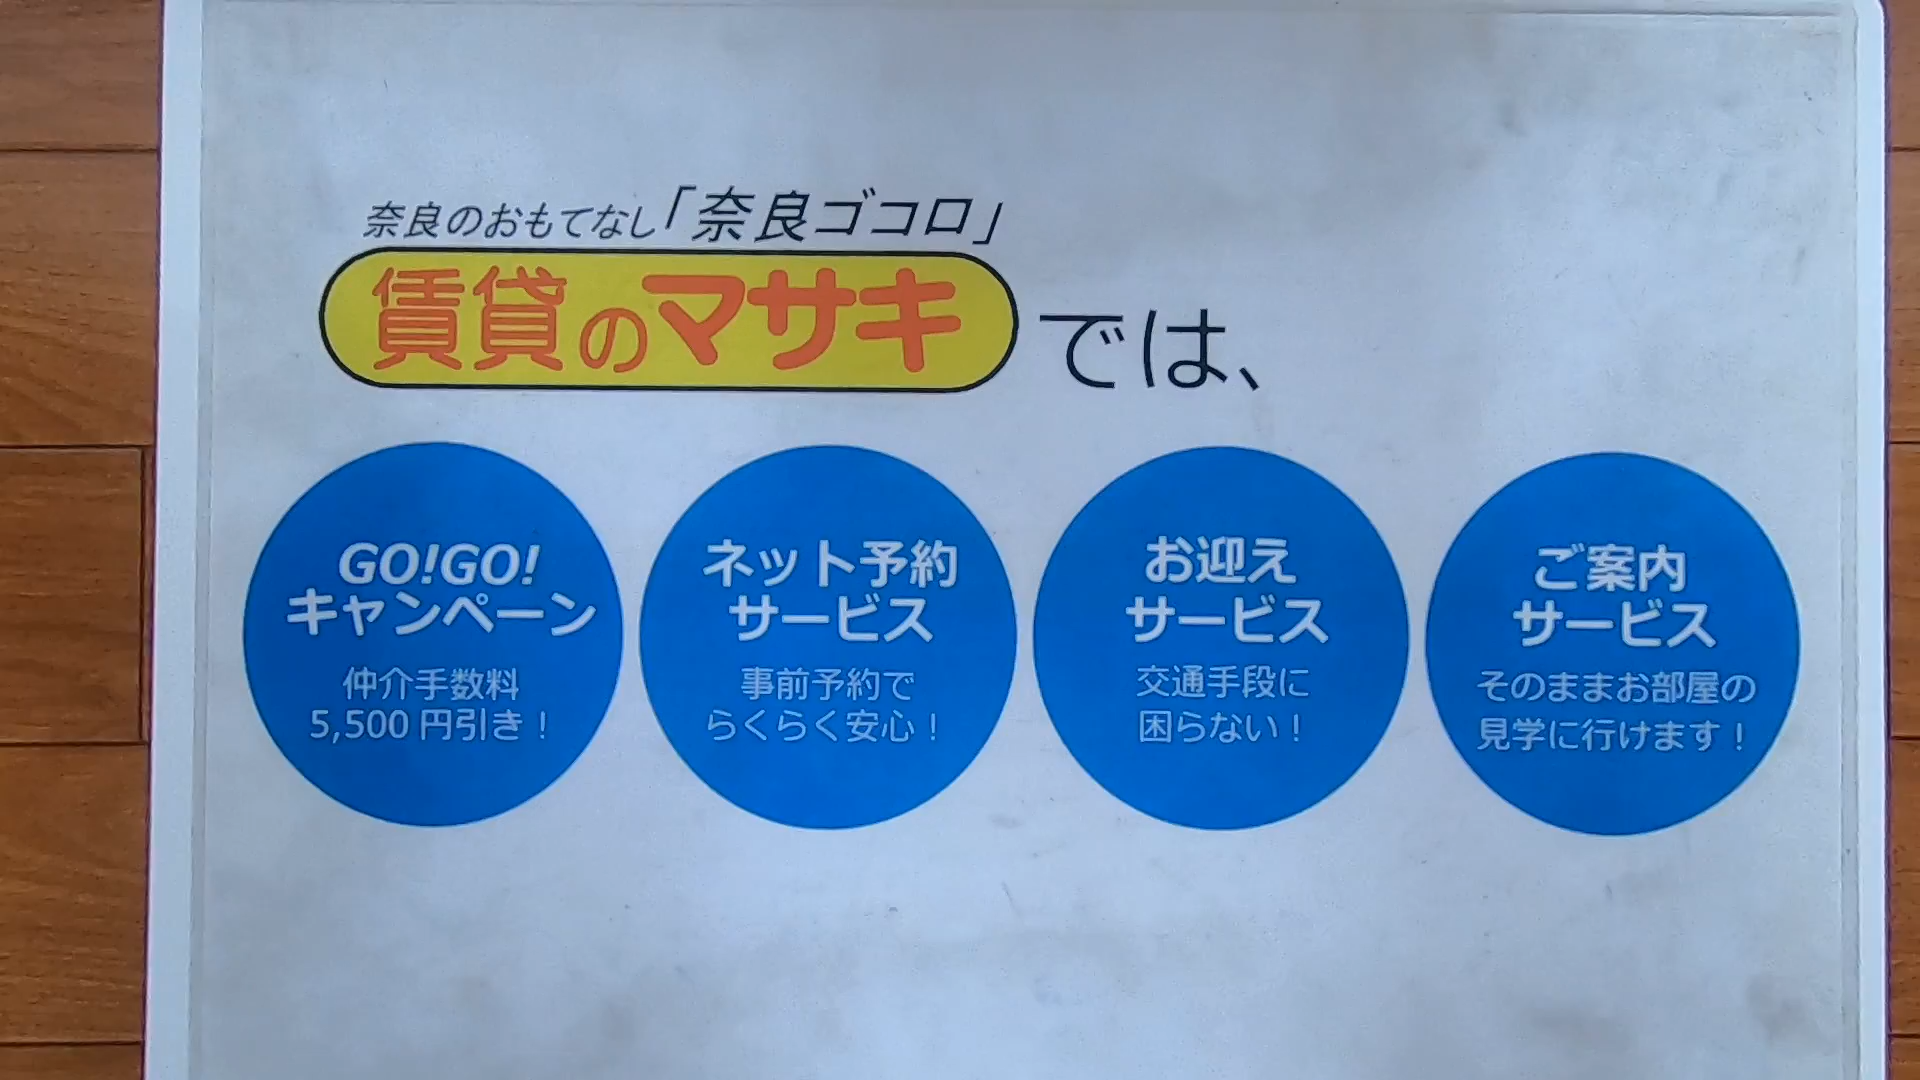 奈良のおもてなし「奈良ゴコロ」
賃貸のマサキでは、
GO!GO!
キャンペーン
仲介手数料
5,500円引き！
ネット予約
サービス
事前予約で
らくらく安心！
お迎え
サービス
交通手段に
困らない！
ご案内
サービス
そのままお部屋の
見学に行けます！